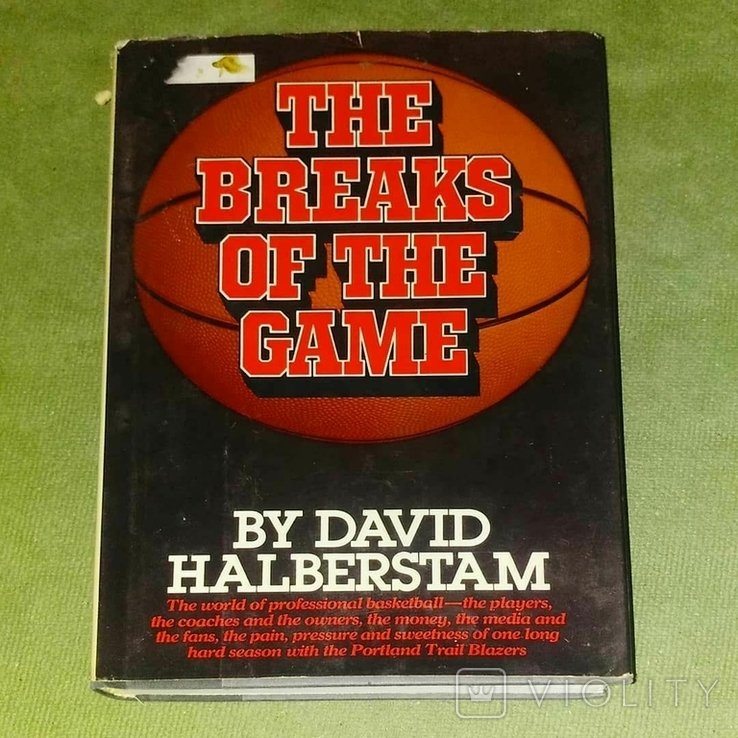 THE
BREAKS
OF THE
GAME
BY DAVID
HALBERSTAM
The world of professional basketball—the players,
the coaches and the owners, the money, the media and
the fans, the pain, pressure and sweetness of one long
hard season with the Portland Trail Blazers
VIOLITY